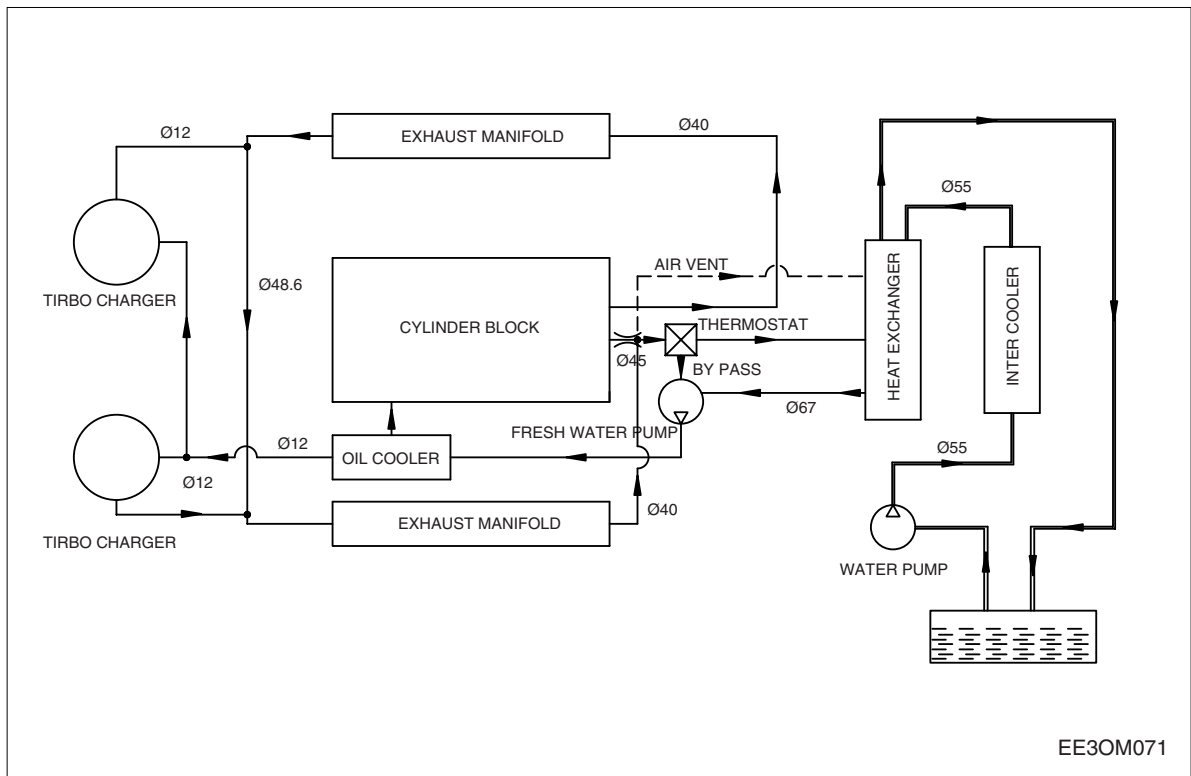 Ø12
EXHAUST MANIFOLD
Ø40
Ø55
TIRBO CHARGER
Ø48.6
AIR VENT
CYLINDER BLOCK
THERMOSTAT
HEAT EXCHANGER
INTER COOLER
Ø45
BY PASS
Ø67
FRESH WATER PUMP
Ø12
OIL COOLER
Ø12
Ø55
EXHAUST MANIFOLD
Ø40
TIRBO CHARGER
WATER PUMP
EE3OM071